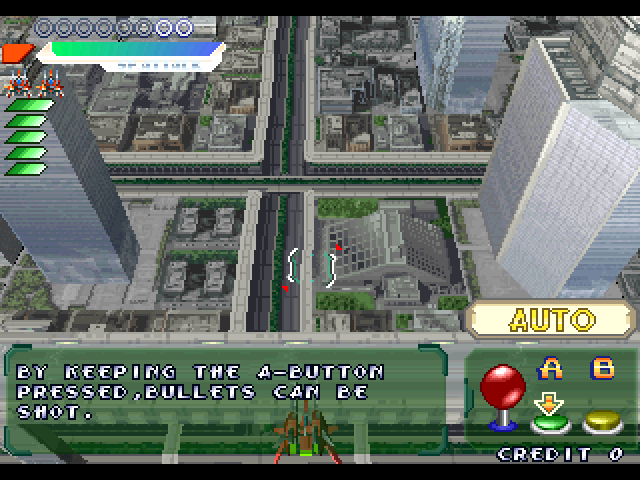 AUTO
BY KEEPING THE A-BUTTON
PRESSED,BULLETS CAN BE
SHOT.
A B
CREDIT 0